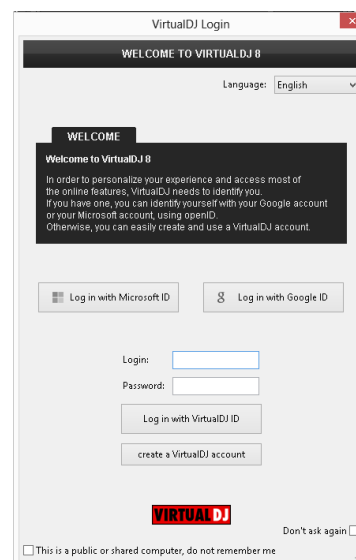 VirtualDJ Login
WELCOME TO VIRTUALDJ 8
Language: English
WELCOME
Welcome to VirtualDJ 8
In order to personalize your experience and access most of
the online features, VirtualDJ needs to identify you.
If you have one, you can identify yourself with your Google account
or your Microsoft account, using openID.
Otherwise, you can easily create and use a VirtualDJ account.
Log in with Microsoft ID
g Log in with Google ID
Login:
Password:
Log in with VirtualDJ ID
create a VirtualDJ account
VIRTUAL DJ
Don't ask again
This is a public or shared computer, do not remember me